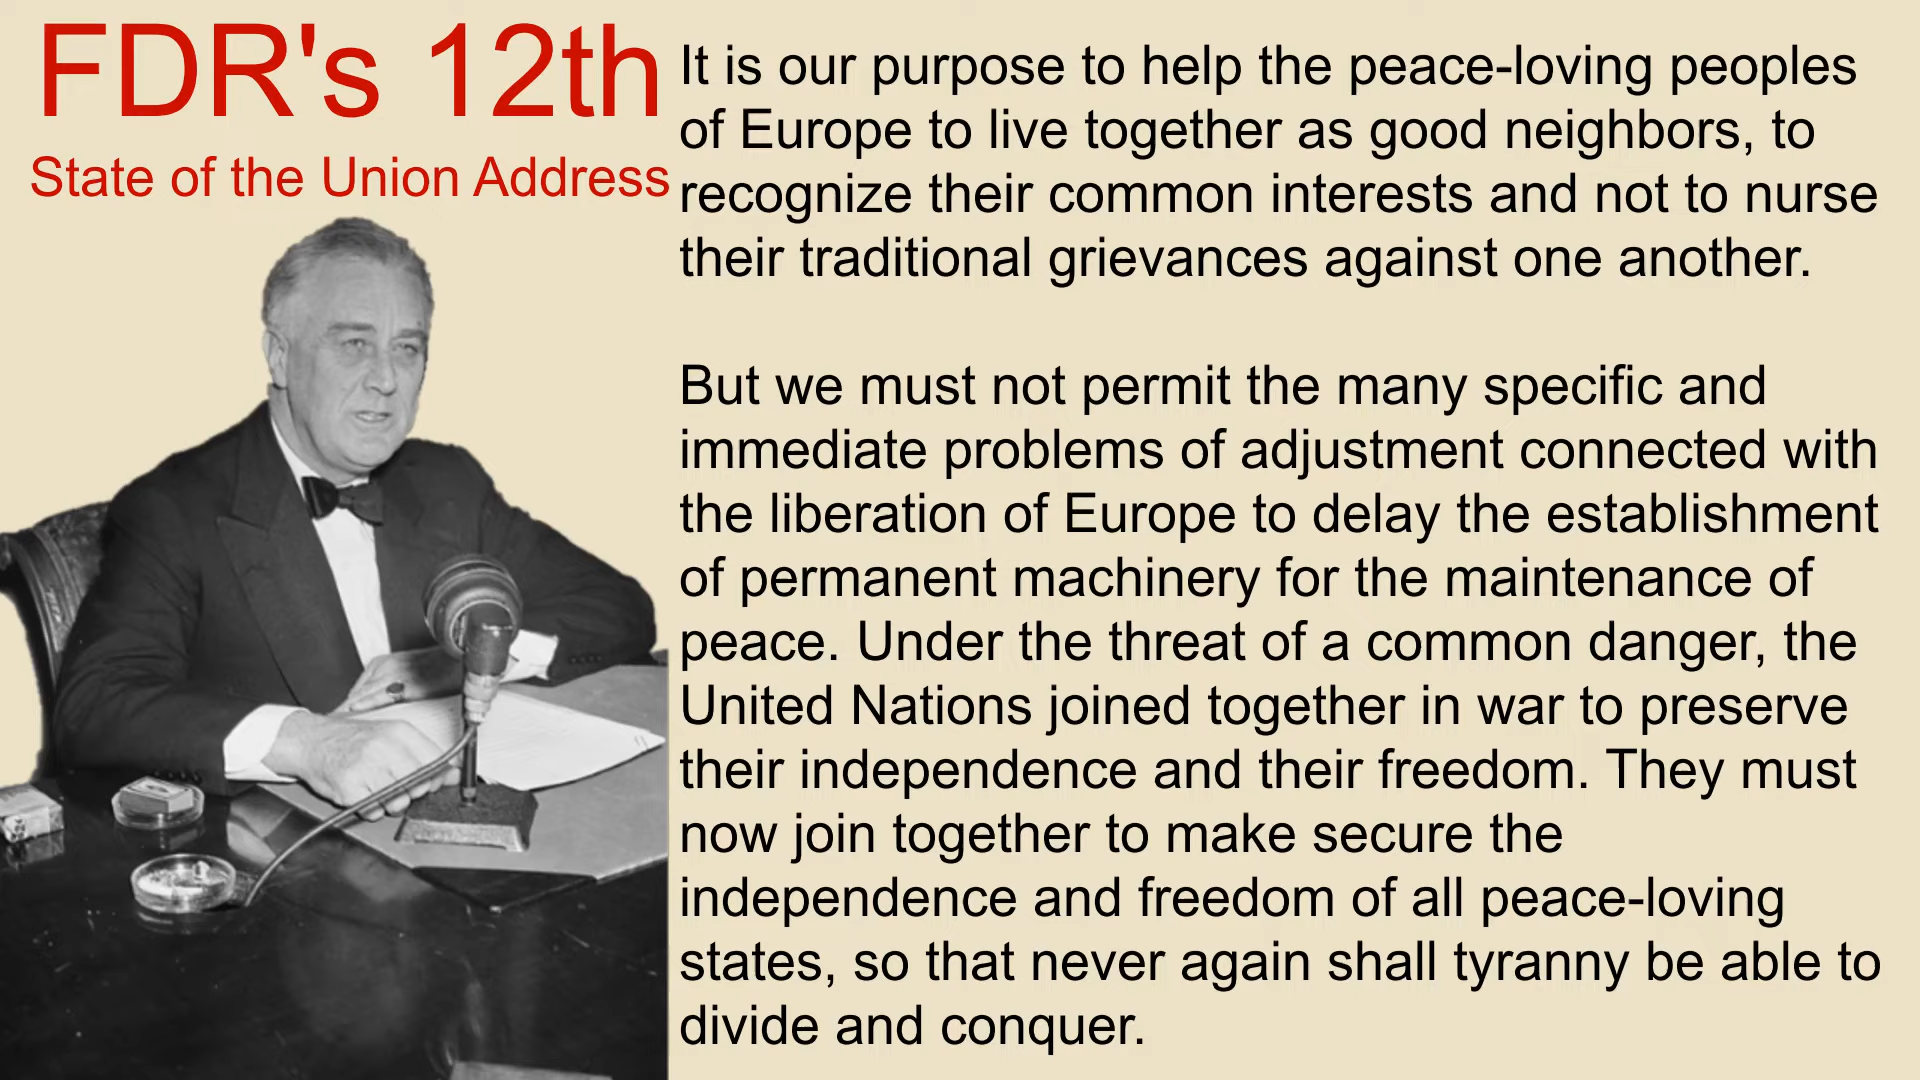 FDR's 12th
State of the Union Address
It is our purpose to help the peace-loving peoples
of Europe to live together as good neighbors, to
recognize their common interests and not to nurse
their traditional grievances against one another.
But we must not permit the many specific and
immediate problems of adjustment connected with
the liberation of Europe to delay the establishment
of permanent machinery for the maintenance of
peace. Under the threat of a common danger, the
United Nations joined together in war to preserve
their independence and their freedom. They must
now join together to make secure the
independence and freedom of all peace-loving
states, so that never again shall tyranny be able to
divide and conquer.